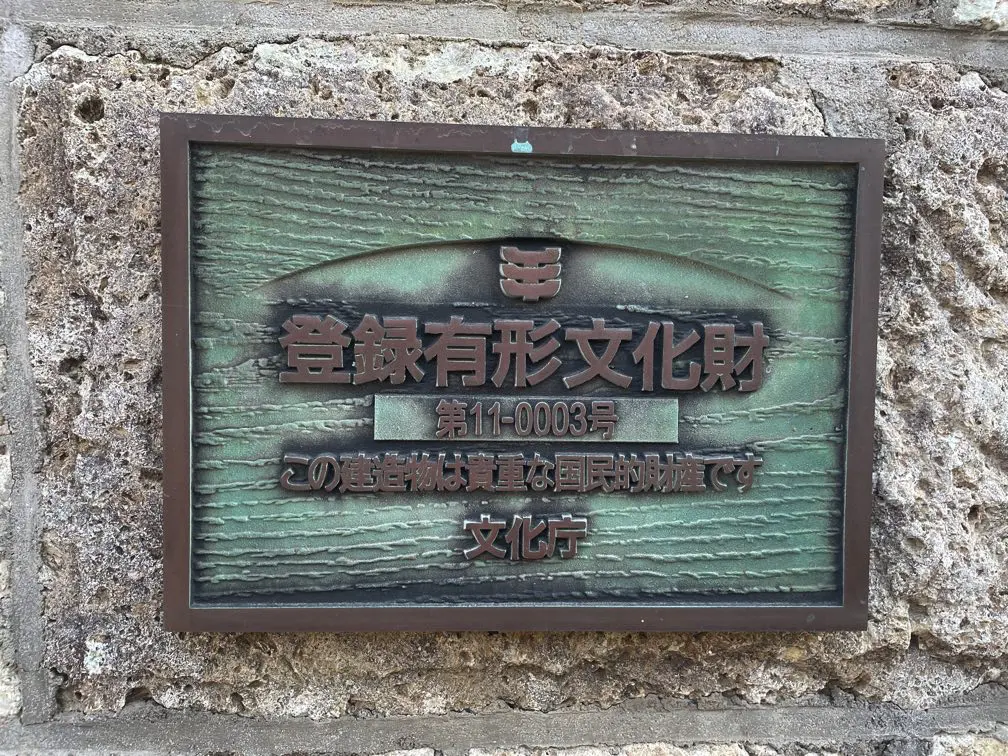 登録有形文化財
第11-0003号
この建造物は貴重な国民的財産です
文化庁